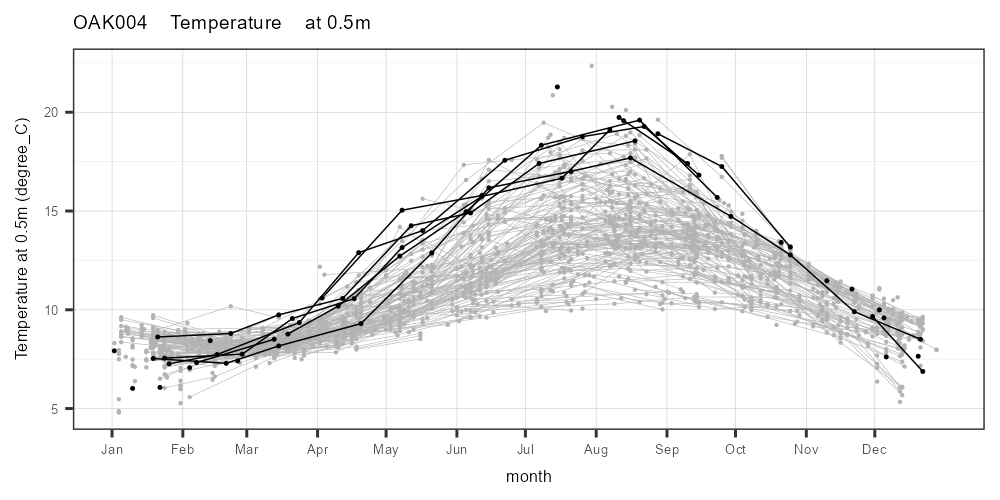 OAK004 Temperature at 0.5m
Temperature at 0.5m (degree_C)
20
15
10
5
Jan Feb Mar Apr May Jun Jul Aug Sep Oct Nov Dec
month